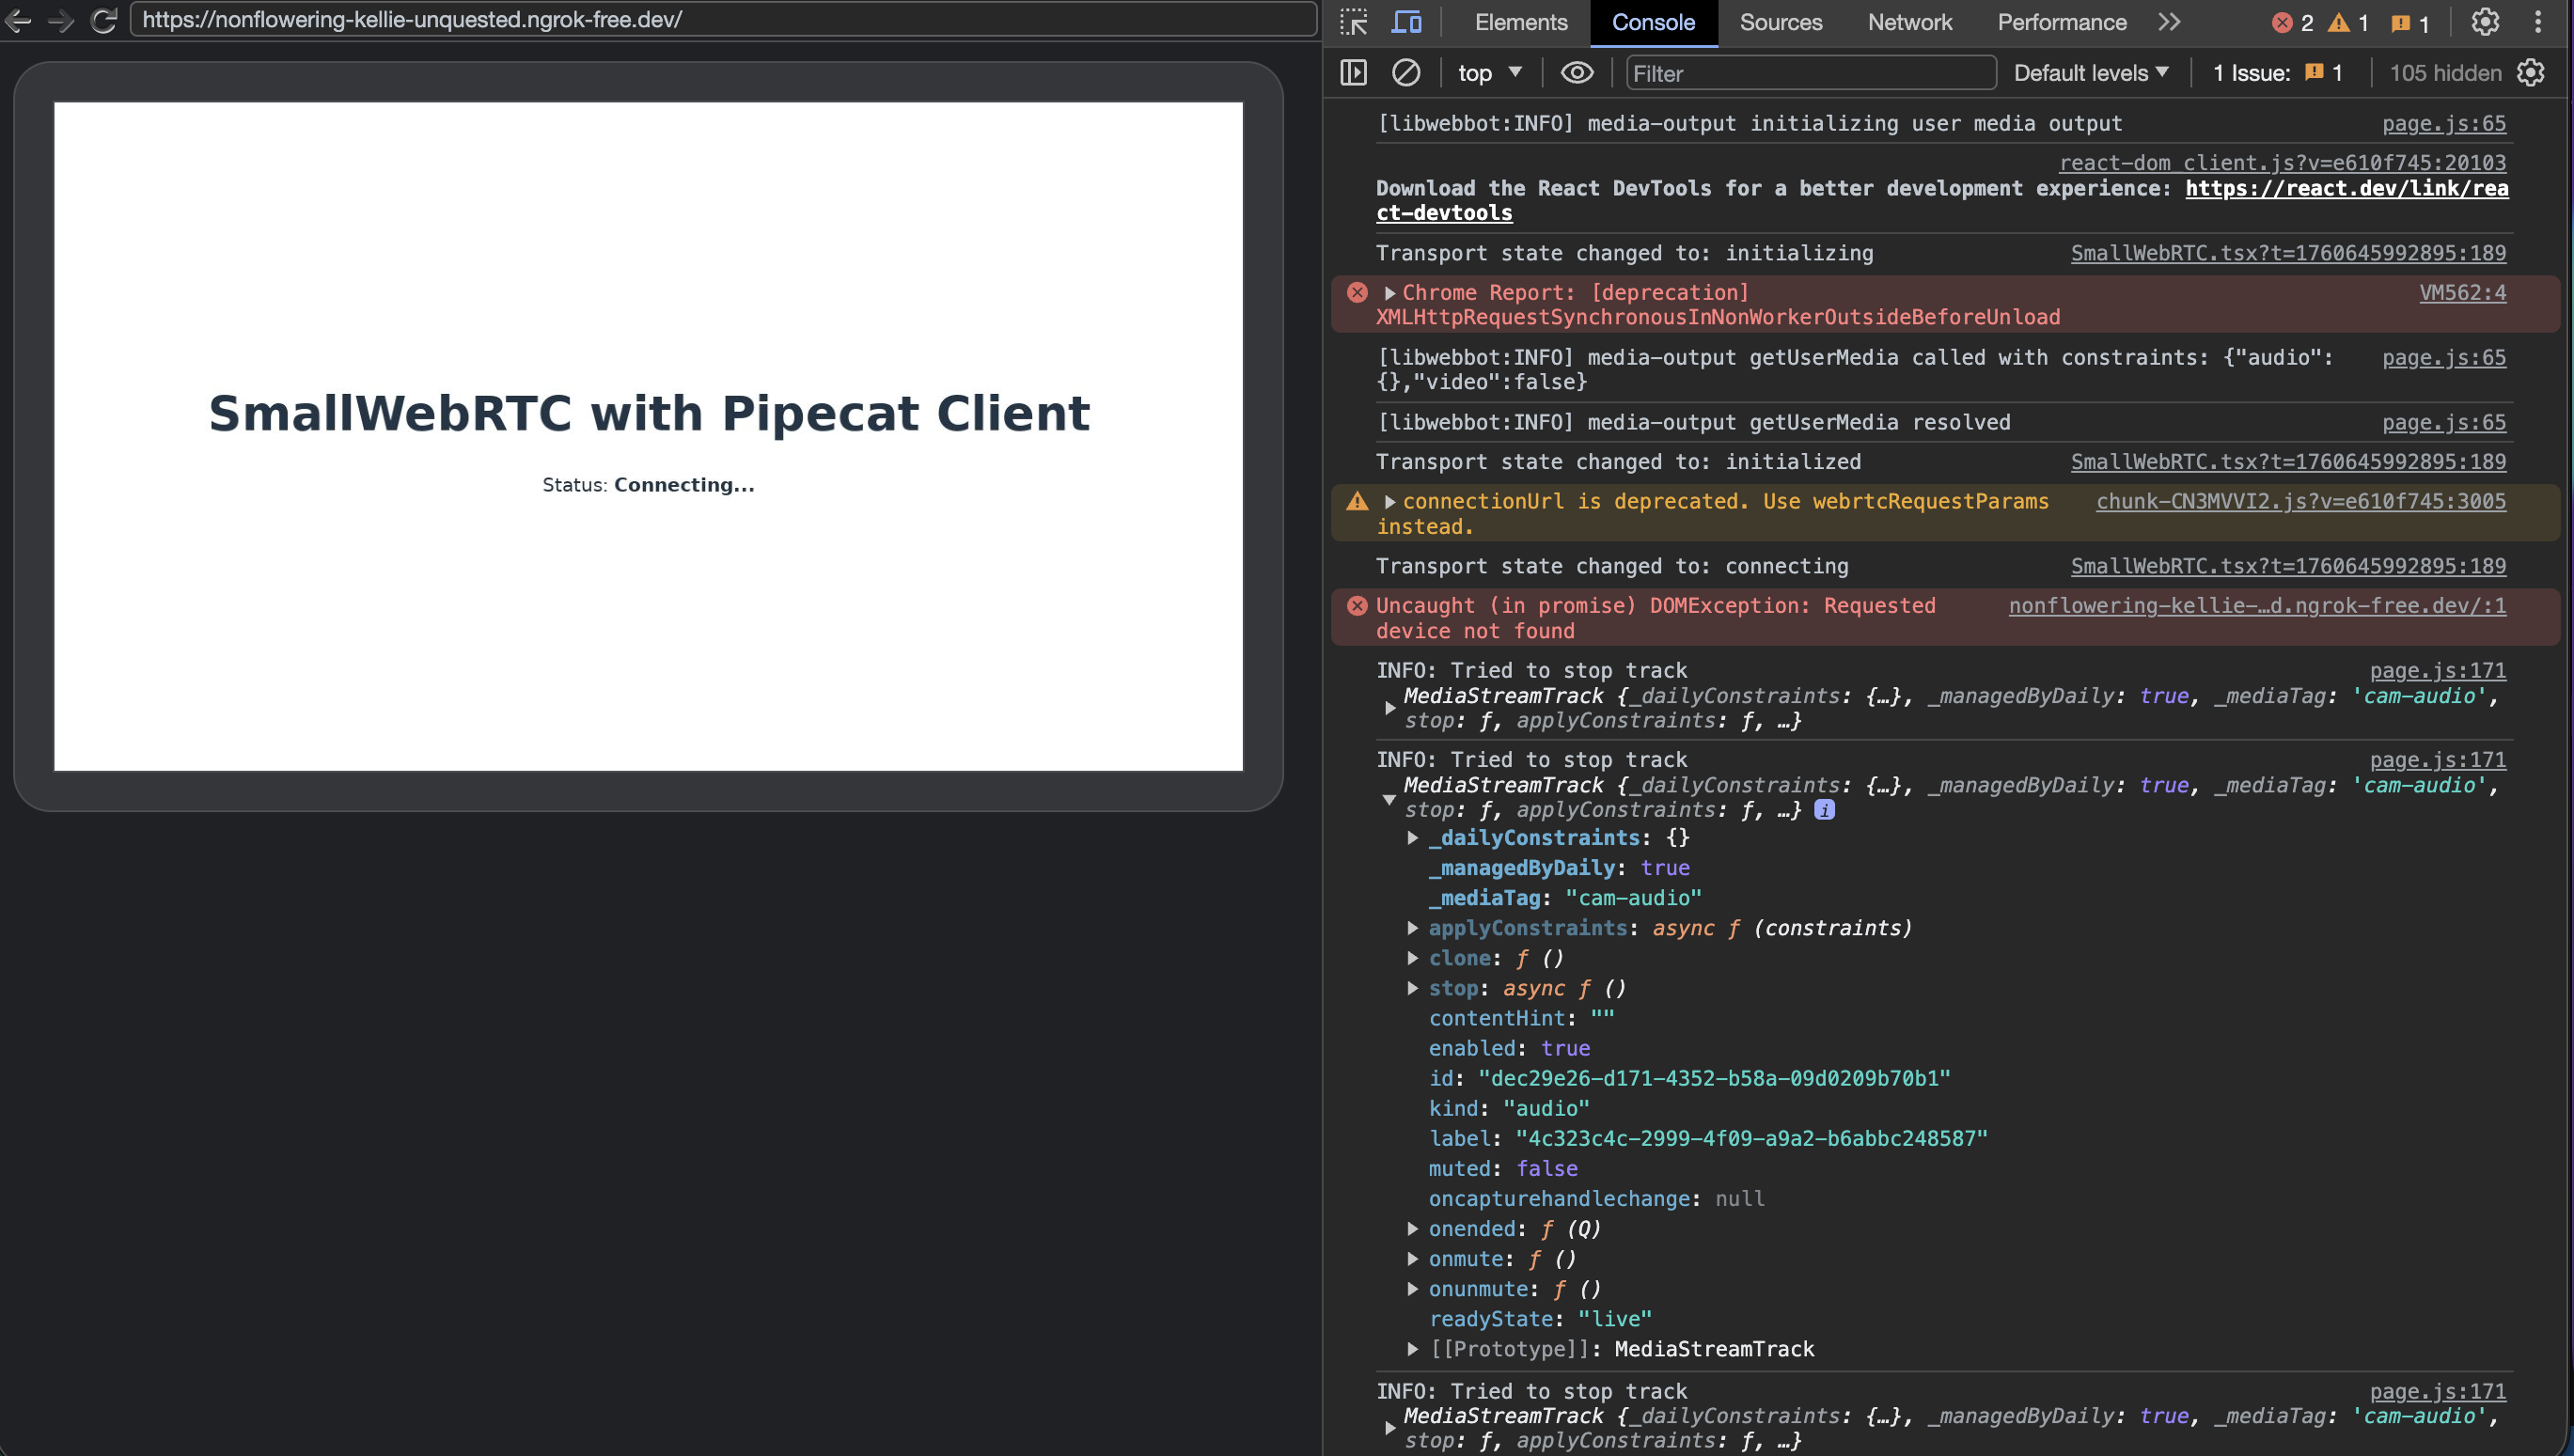 https://nonflowering-kellie-unquested.ngrok-free.dev/
SmallWebRTC with Pipecat Client
Status: Connecting...
Elements Console Sources Network Performance 2 1 1
top Filter Default levels 1 Issue: 1 105 hidden
[libwebbot:INFO] media-output initializing user media output page.js:65
react-dom_client.js?v=e610f745:20103
Download the React DevTools for a better development experience: https://react.dev/link/rea
ct-devtools
Transport state changed to: initializing SmallWebRTC.tsx?t=1760645992895:189
Chrome Report: [deprecation] VM562:4
XMLHttpRequestSynchronousInNonWorkerOutsideBeforeUnload
[libwebbot:INFO] media-output getUserMedia called with constraints: {"audio": page.js:65
{},"video":false}
[libwebbot:INFO] media-output getUserMedia resolved page.js:65
Transport state changed to: initialized SmallWebRTC.tsx?t=1760645992895:189
connectionUrl is deprecated. Use webrtcRequestParams chunk-CN3MVVI2.js?v=e610f745:3005
instead.
Transport state changed to: connecting SmallWebRTC.tsx?t=1760645992895:189
Uncaught (in promise) DOMException: Requested nonflowering-kellie-…d.ngrok-free.dev/:1
device not found
INFO: Tried to stop track page.js:171
MediaStreamTrack {_dailyConstraints: {…}, _managedByDaily: true, _mediaTag: 'cam-audio',
stop: ƒ, applyConstraints: ƒ, …}
INFO: Tried to stop track page.js:171
MediaStreamTrack {_dailyConstraints: {…}, _managedByDaily: true, _mediaTag: 'cam-audio',
stop: ƒ, applyConstraints: ƒ, …} i
_dailyConstraints: {}
_managedByDaily: true
_mediaTag: "cam-audio"
applyConstraints: async ƒ (constraints)
clone: ƒ ()
stop: async ƒ ()
contentHint: ""
enabled: true
id: "dec29e26-d171-4352-b58a-09d0209b70b1"
kind: "audio"
label: "4c323c4c-2999-4f09-a9a2-b6abbc248587"
muted: false
oncapturehandlechange: null
onended: ƒ (Q)
onmute: ƒ ()
onunmute: ƒ ()
readyState: "live"
[[Prototype]]: MediaStreamTrack
INFO: Tried to stop track page.js:171
MediaStreamTrack {_dailyConstraints: {…}, _managedByDaily: true, _mediaTag: 'cam-audio',
stop: ƒ, applyConstraints: ƒ, …}